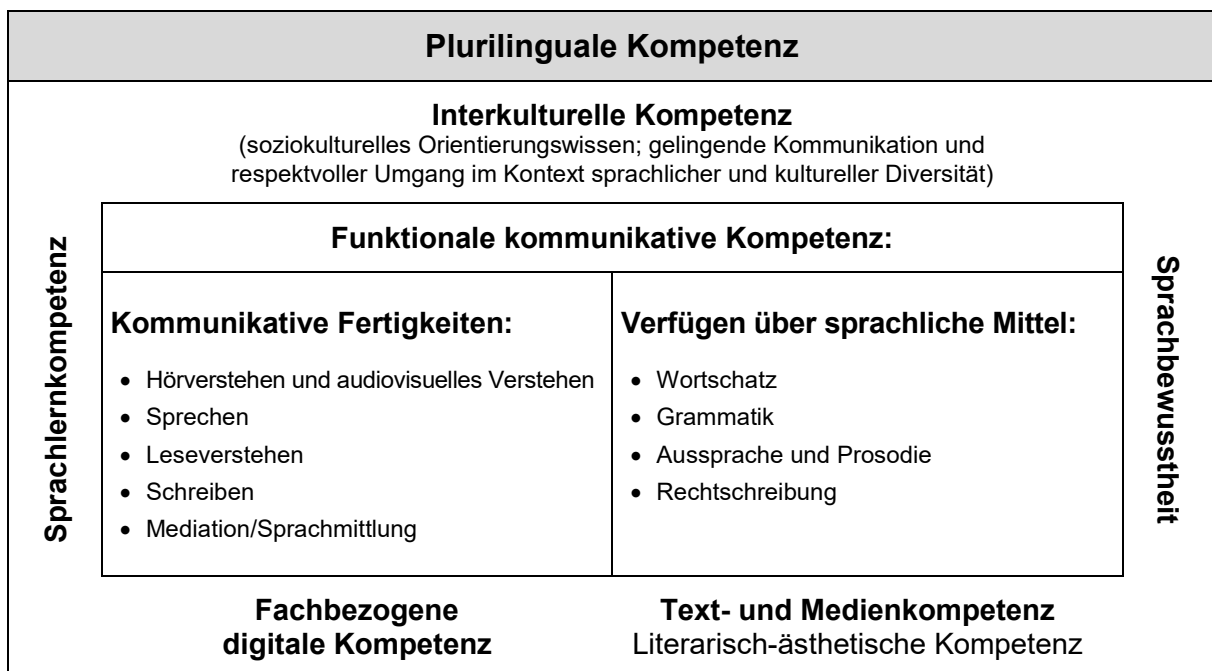 Plurilinguale Kompetenz
Interkulturelle Kompetenz
(soziokulturelles Orientierungswissen; gelingende Kommunikation und
respektvoller Umgang im Kontext sprachlicher und kultureller Diversität)
Sprachlernkompetenz
Funktionale kommunikative Kompetenz:
Kommunikative Fertigkeiten:
• Hörverstehen und audiovisuelles Verstehen
• Sprechen
• Leseverstehen
• Schreiben
• Mediation/Sprachmittlung
Verfügen über sprachliche Mittel:
• Wortschatz
• Grammatik
• Aussprache und Prosodie
• Rechtschreibung
Sprachbewusstheit
Fachbezogene
digitale Kompetenz
Text- und Medienkompetenz
Literarisch-ästhetische Kompetenz